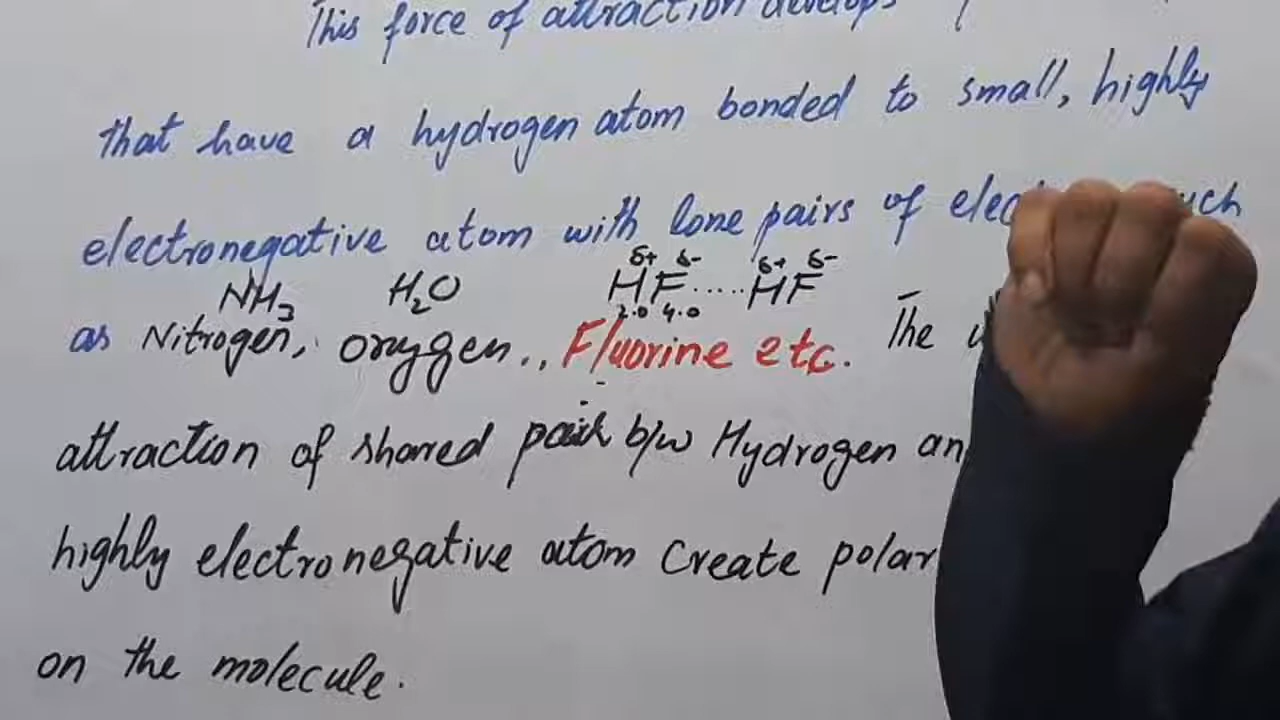 This force of attraction develops
that have a hydrogen atom bonded to small, highly
electronegative atom with lone pairs of
NH3 H2O δ+ δ- HF.....HF δ+ δ-
2.0 4.0
as Nitrogen, oxygen.., Fluorine etc. The
attraction of shared b/w Hydrogen
highly electronegative atom Create polar
on the molecule.